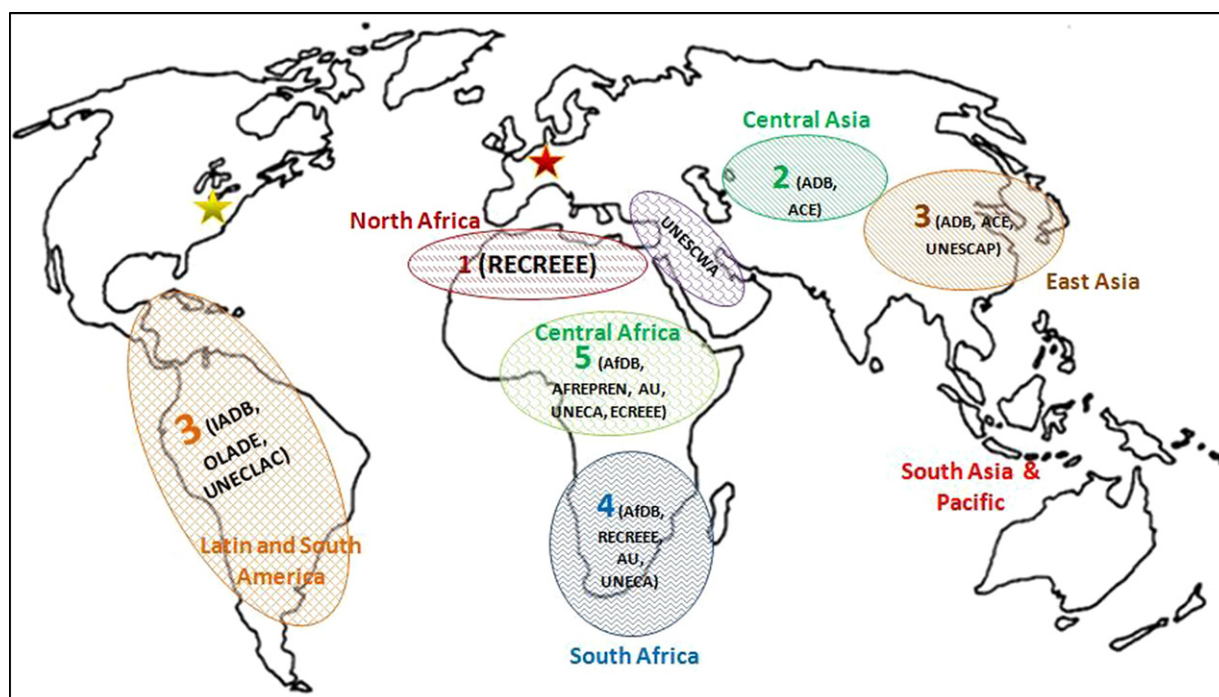 Central Asia
2 (ADB,
ACE)
North Africa
1 (RECREEE)
UNESCWA
3 (ADB, ACE,
UNESCAP)
East Asia
Central Africa
5 (AfDB,
AFREPREN, AU,
UNECA, ECREEE)
3 (IADB,
OLADE,
UNECLAC)
Latin and South
America
4 (AfDB,
RECREEE,
AU,
UNECA)
South Africa
South Asia &
Pacific